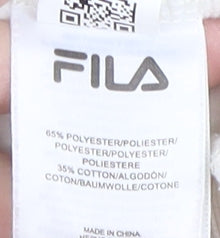 FILA
65% POLYESTER/POLIESTER/
POLYESTER/POLYESTER/
POLIESTERE
35% COTTON/ALGODÓN/
COTON/BAUMWOLLE/COTONE
MADE IN CHINA.